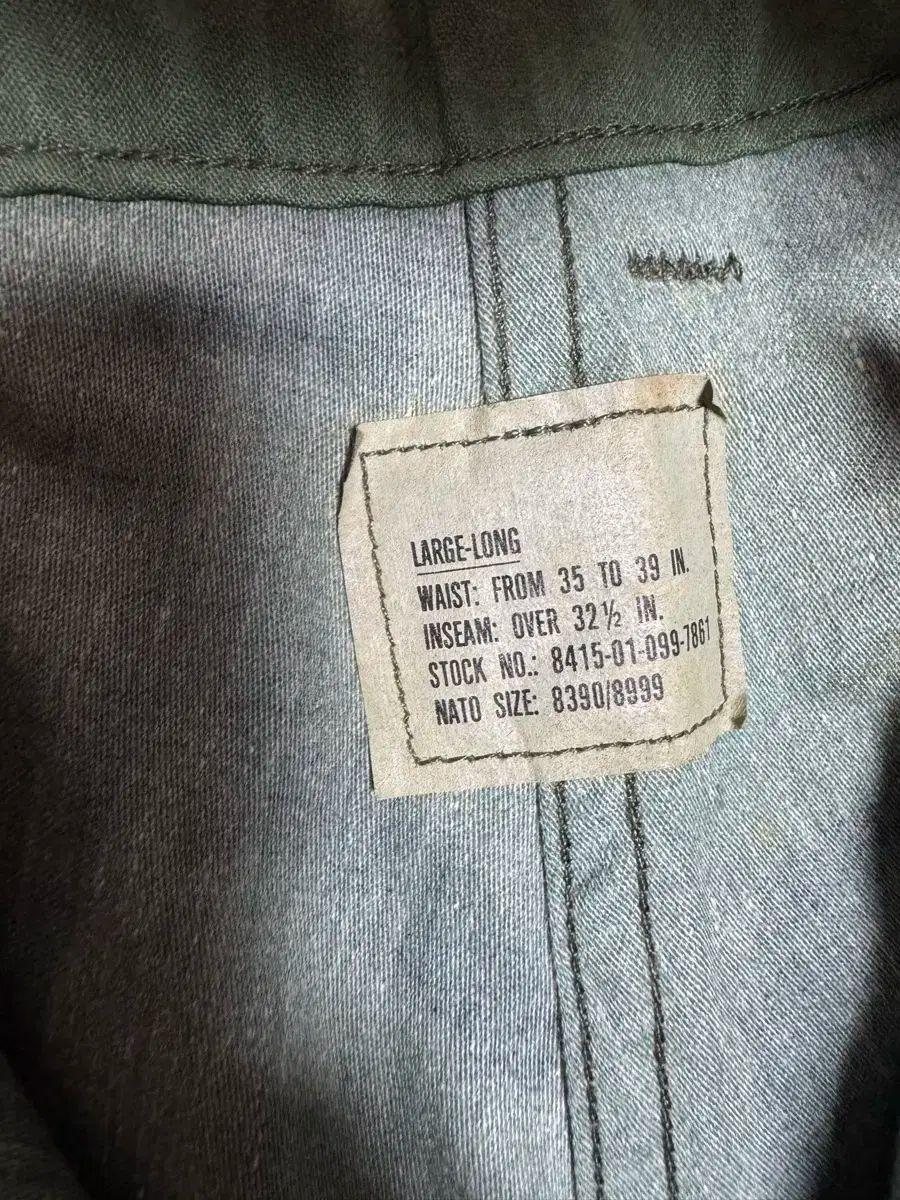 LARGE-LONG
WAIST: FROM 35 TO 39 IN.
INSEAM: OVER 32½ IN.
STOCK NO.: 8415-01-099-7861
NATO SIZE: 8390/8999